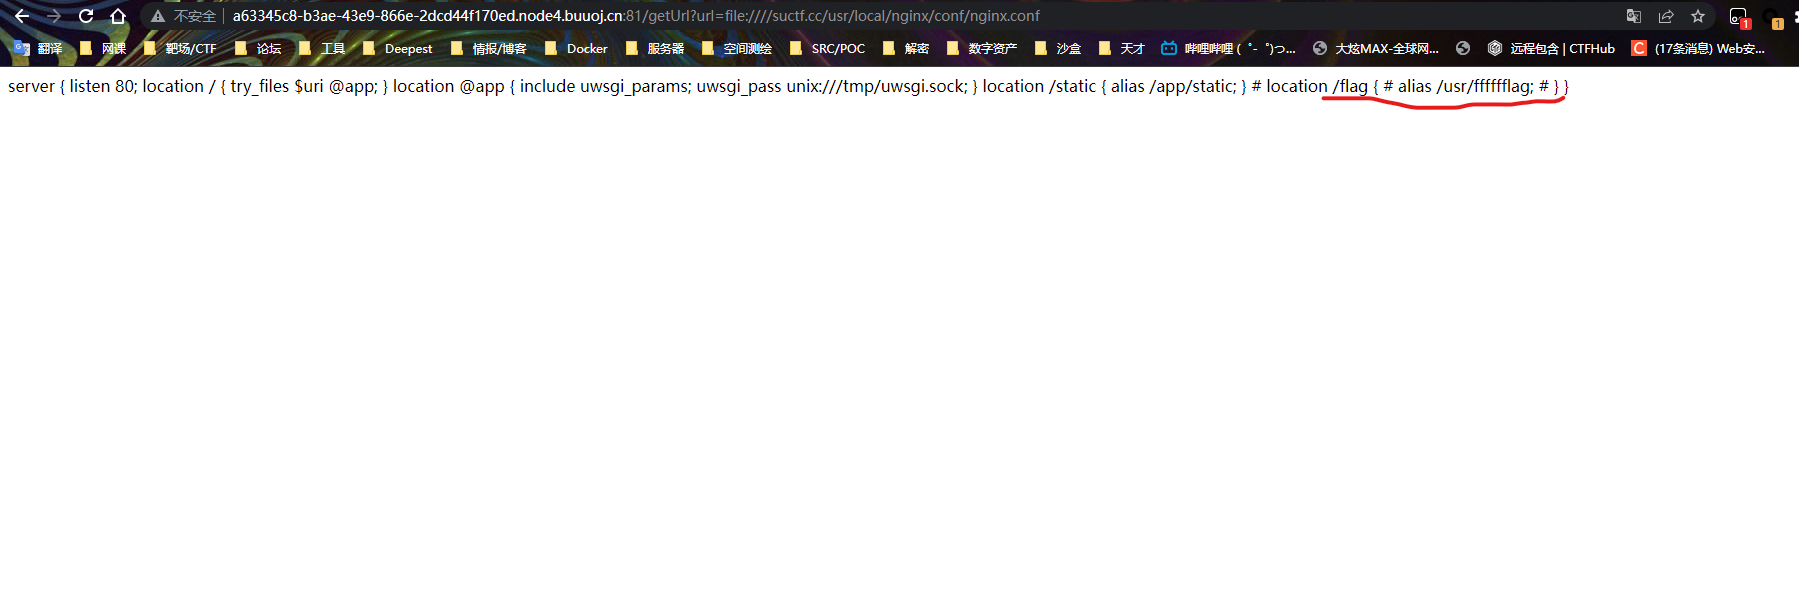 不安全 | a63345c8-b3ae-43e9-866e-2dcd44f170ed.node4.buuoj.cn:81/getUrl?url=file:////suctf.cc/usr/local/nginx/conf/nginx.conf 1 1
翻译 网课 靶场/CTF 论坛 工具 Deepest 情报/博客 Docker 服务器 空间测绘 SRC/POC 解密 数字资产 沙盒 天才 哔哩哔哩 (゜-゜)つ... 大炫MAX-全球网... 远程包含 | CTFHub C (17条消息) Web安...
server { listen 80; location / { try_files $uri @app; } location @app { include uwsgi_params; uwsgi_pass unix:///tmp/uwsgi.sock; } location /static { alias /app/static; } # location /flag { # alias /usr/fffffflag; # } }